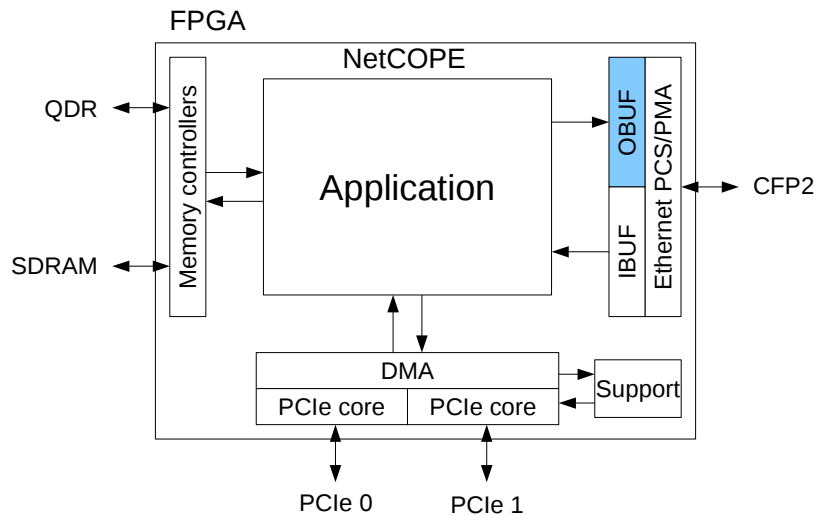 FPGA
NetCOPE
QDR
SDRAM
Memory controllers
Application
OBUF
IBUF
Ethernet PCS/PMA
CFP2
DMA
PCIe core
PCIe core
Support
PCIe 0
PCIe 1